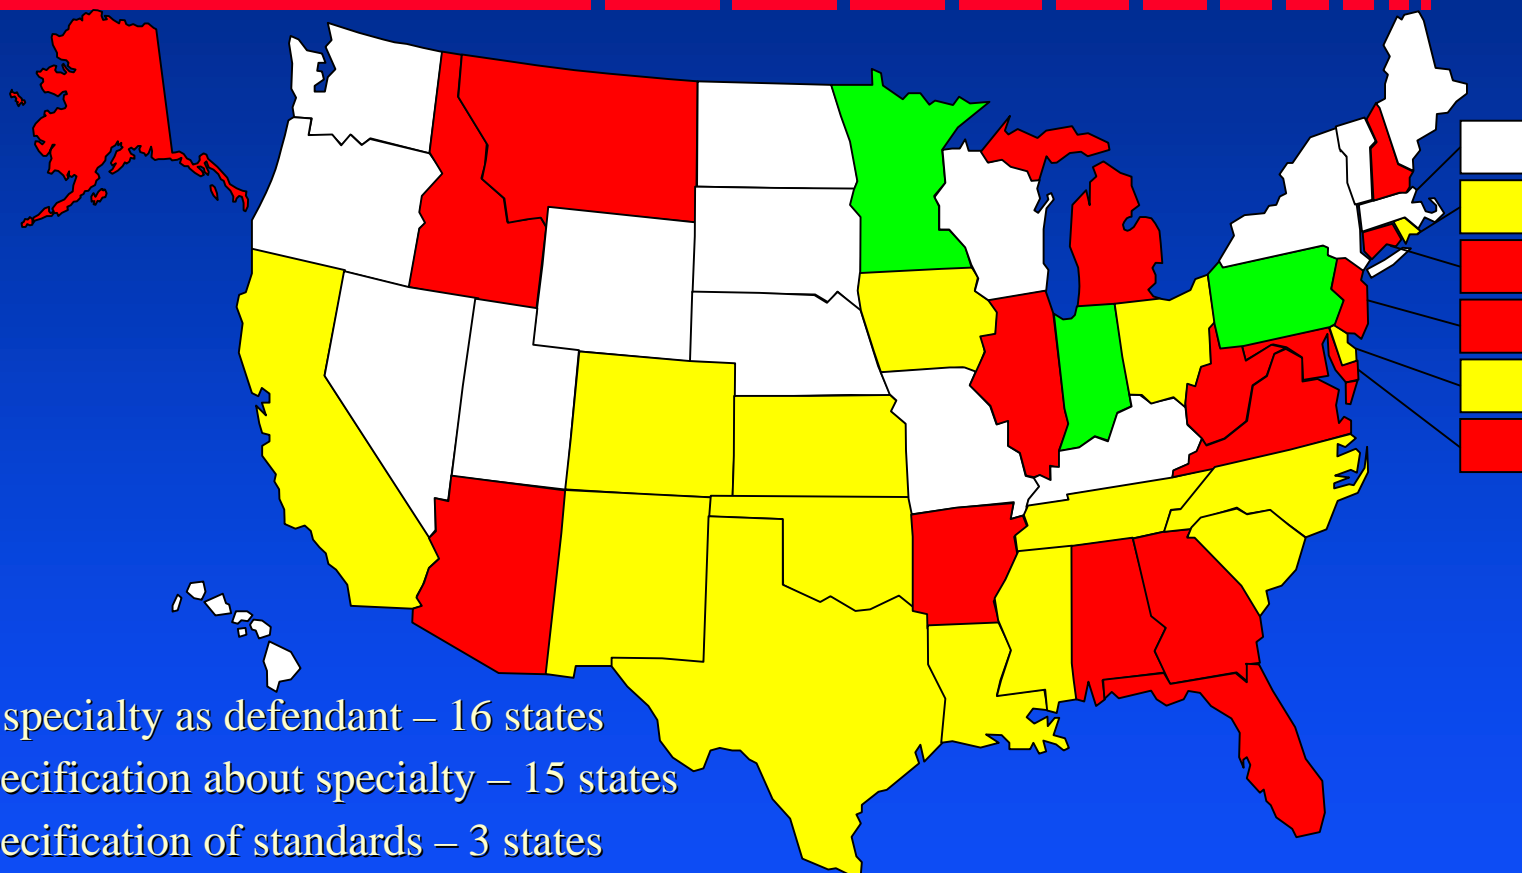 specialty as defendant – 16 states
ecification about specialty – 15 states
ecification of standards – 3 states